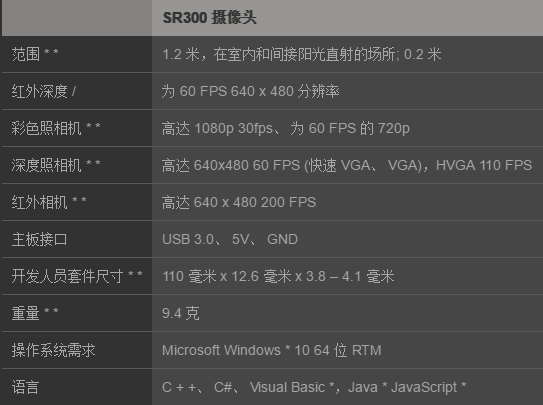 SR300 摄像头
范围 * * 1.2 米，在室内和间接阳光直射的场所; 0.2 米
红外深度 / 为 60 FPS 640 x 480 分辨率
彩色照相机 * * 高达 1080p 30fps、为 60 FPS 的 720p
深度照相机 * * 高达 640x480 60 FPS (快速 VGA、 VGA)，HVGA 110 FPS
红外相机 * * 高达 640 x 480 200 FPS
主板接口 USB 3.0、 5V、 GND
开发人员套件尺寸 * * 110 毫米 x 12.6 毫米 x 3.8 – 4.1 毫米
重量 * * 9.4 克
操作系统需求 Microsoft Windows * 10 64 位 RTM
语言 C + +、 C#、 Visual Basic *，Java * JavaScript *